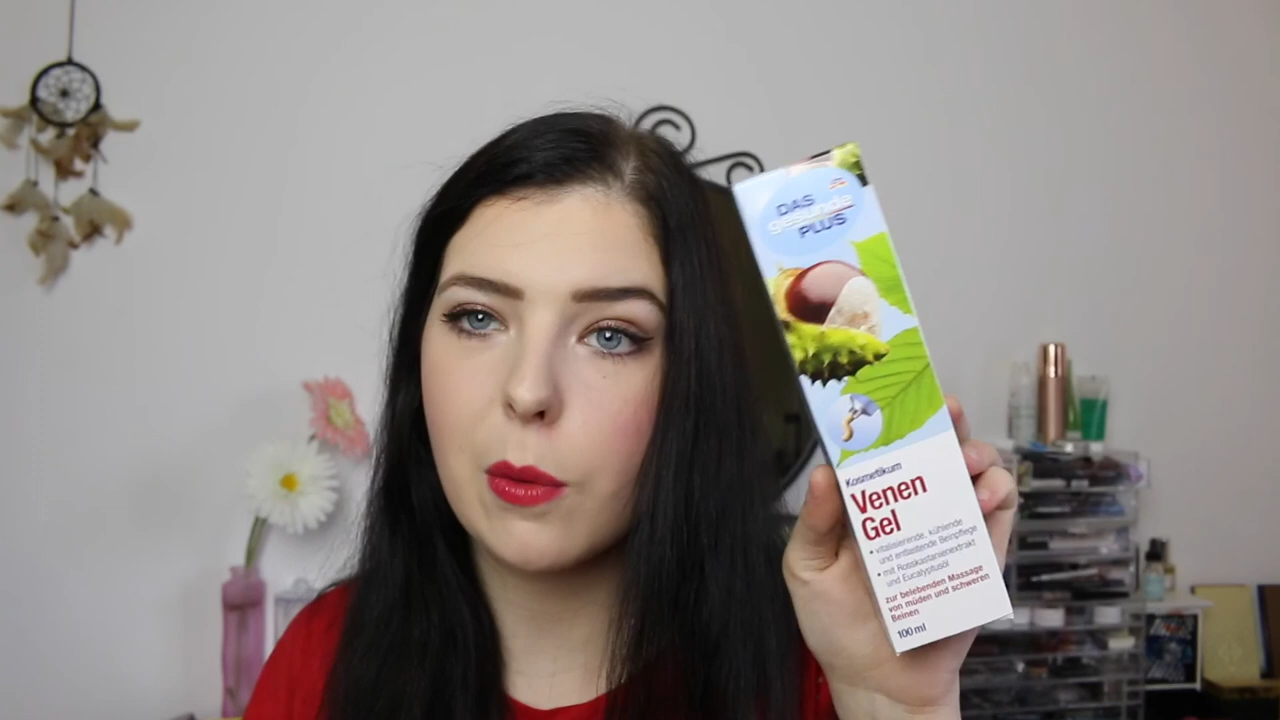 DAS
gesunde
PLUS
Kosmetikum
Venen
Gel
• vitalisierende, kühlende
und entlastende Beinpflege
• mit Rosskastanienextrakt
und Eucalyptusöl
zur belebenden Massage
von müden und schweren
Beinen
100 ml